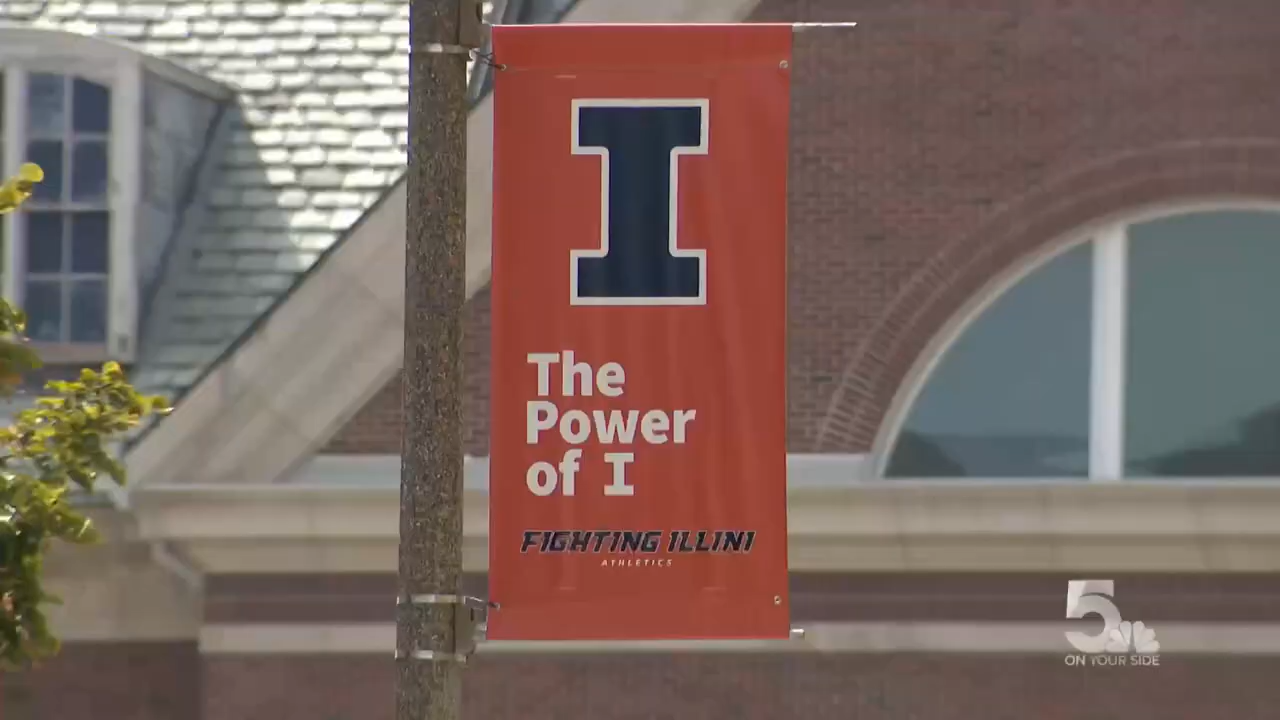 I
The
Power
of I
FIGHTING ILLINI
ATHLETICS
5
ON YOUR SIDE